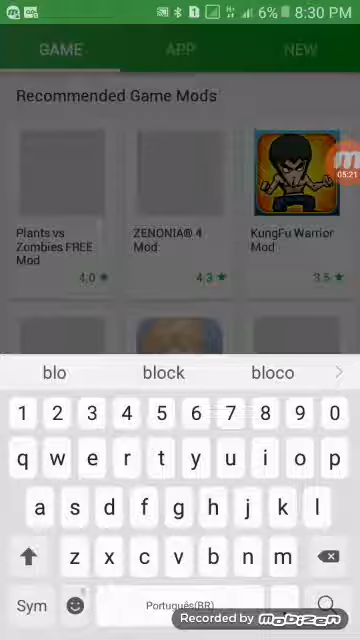 6% 8:30 PM
GAME APP NEW
Recommended Game Mods
05:21
Plants vs Zombies FREE Mod
4.0 ★
ZENONIA® 4 Mod
4.3 ★
KungFu Warrior Mod
3.5 ★
blo block bloco
1 2 3 4 5 6 7 8 9 0
q w e r t y u i o p
a s d f g h j k l
z x c v b n m
Sym Português(BR) .
Recorded by mobizen